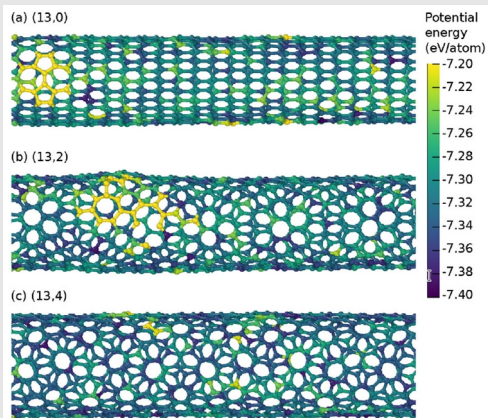 (a) (13,0)
Potential
energy
(eV/atom)
-7.20
-7.22
-7.24
-7.26
-7.28
-7.30
-7.32
-7.34
-7.36
-7.38
-7.40
(b) (13,2)
(c) (13,4)